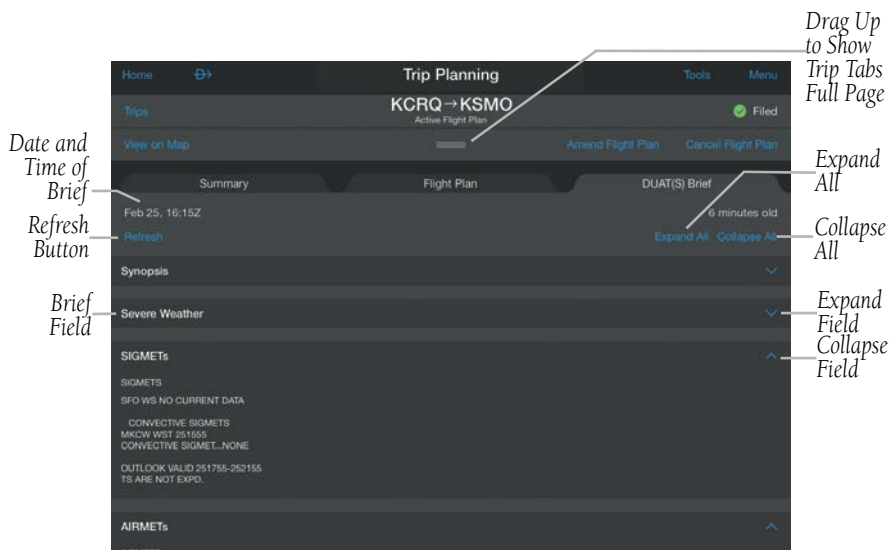 Drag Up
to Show
Trip Tabs
Full Page
Home Trip Planning Tools Menu
Trips KCRQ→KSMO Filed
Active Flight Plan
View on Map Amend Flight Plan Cancel Flight Plan
Date and
Time of
Brief
Expand
All
Summary Flight Plan DUAT(S) Brief
Feb 25, 16:15Z 6 minutes old
Refresh
Button
Refresh Expand All Collapse All
Collapse
All
Synopsis
Brief
Field
Severe Weather
Expand
Field
Collapse
Field
SIGMETs
SIGMETS
SFO WS NO CURRENT DATA
CONVECTIVE SIGMETS
MKCW WST 251555
CONVECTIVE SIGMET...NONE
OUTLOOK VALID 251755-252155
TS ARE NOT EXPD.
AIRMETs